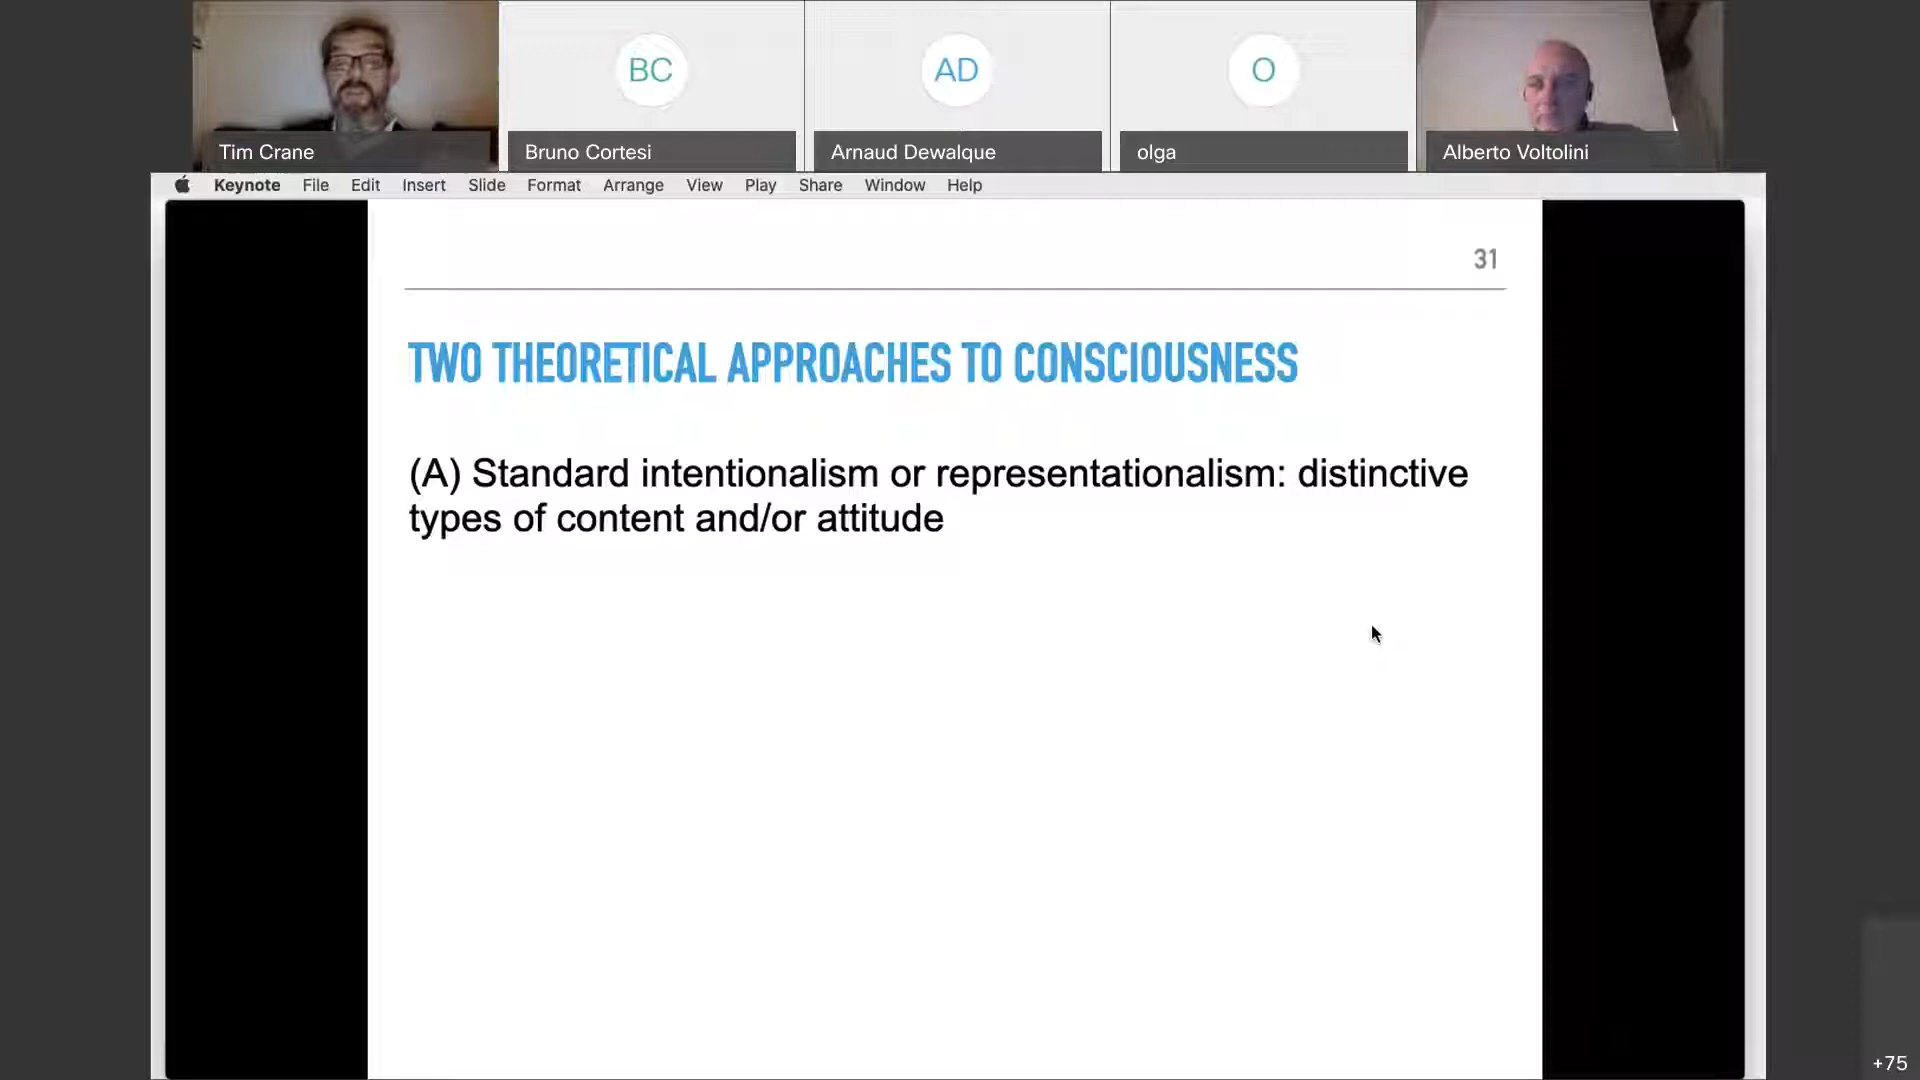 BC
AD
O
Tim Crane
Bruno Cortesi
Arnaud Dewalque
olga
Alberto Voltolini
Keynote File Edit Insert Slide Format Arrange View Play Share Window Help
31
TWO THEORETICAL APPROACHES TO CONSCIOUSNESS
(A) Standard intentionalism or representationalism: distinctive
types of content and/or attitude
+75